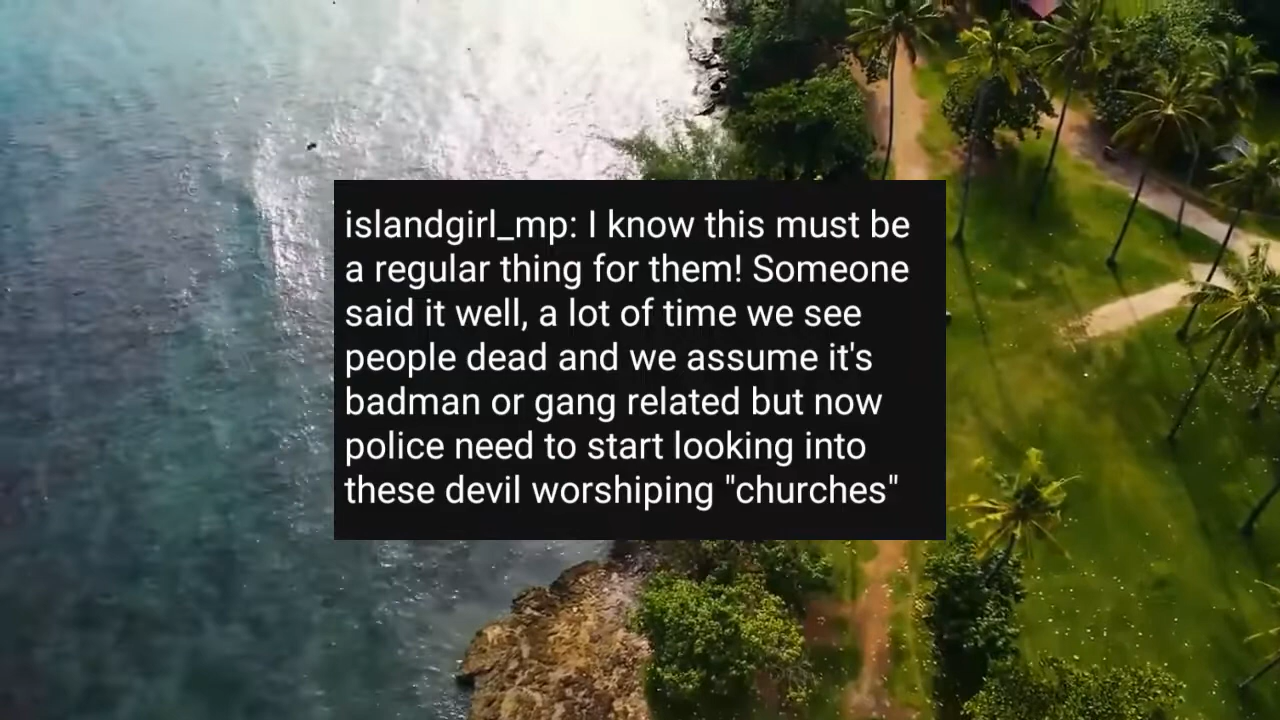 islandgirl_mp: I know this must be
a regular thing for them! Someone
said it well, a lot of time we see
people dead and we assume it's
badman or gang related but now
police need to start looking into
these devil worshiping "churches"